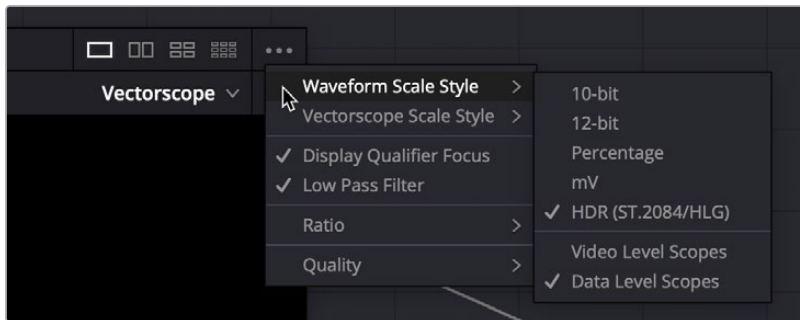 Vectorscope
Waveform Scale Style
Vectorscope Scale Style
Display Qualifier Focus
Low Pass Filter
Ratio
Quality
10-bit
12-bit
Percentage
mV
HDR (ST.2084/HLG)
Video Level Scopes
Data Level Scopes